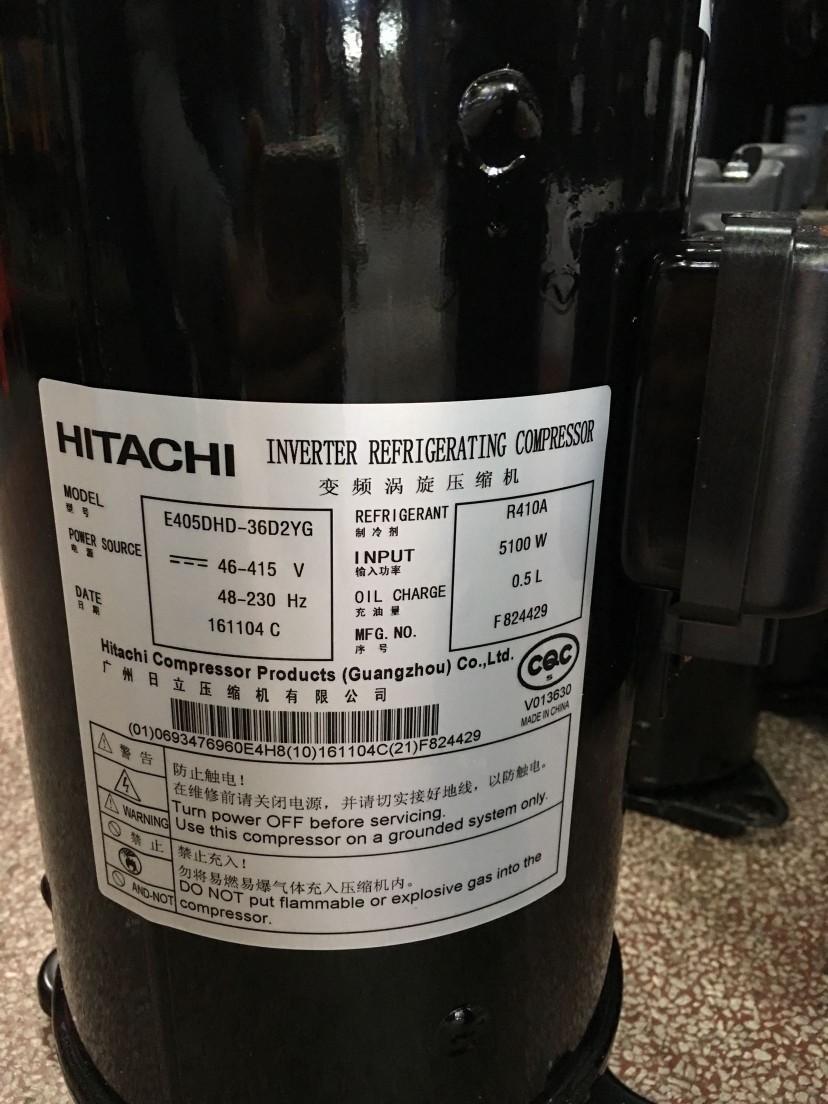 HITACHI INVERTER REFRIGERATING COMPRESSOR
变频涡旋压缩机
MODEL E405DHD-36D2YG
型号
POWER SOURCE 46-415 V
电源
48-230 Hz
DATE 161104 C
日期
REFRIGERANT R410A
制冷剂
INPUT 5100 W
输入功率
OIL CHARGE 0.5 L
充油量
MFG. NO. F824429
序号
Hitachi Compressor Products (Guangzhou) Co.,Ltd.
广州日立压缩机有限公司
CQC
S
V013630
MADE IN CHINA
(01)0693476960E4H8(10)161104C(21)F824429
警告
WARNING
防止触电!
在维修前请关闭电源，并请切实接好地线，以防触电。
Turn power OFF before servicing.
Use this compressor on a grounded system only.
禁止
AND-NOT
禁止充入!
勿将易燃易爆气体充入压缩机内。
DO NOT put flammable or explosive gas into the
compressor.